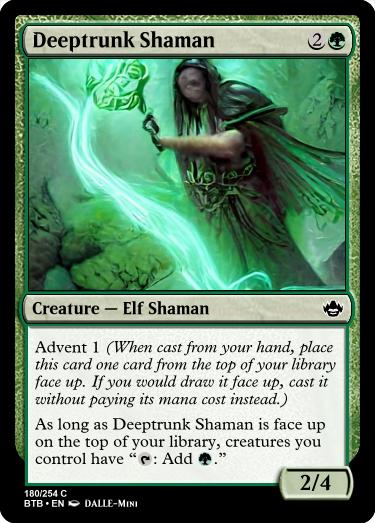 Deeptrunk Shaman 2
Creature — Elf Shaman
Advent 1 (When cast from your hand, place
this card one card from the top of your library
face up. If you would draw it face up, cast it
without paying its mana cost instead.)
As long as Deeptrunk Shaman is face up
on the top of your library, creatures you
control have “: Add .”
2/4
180/254 C
BTB • EN DALLE-Mini